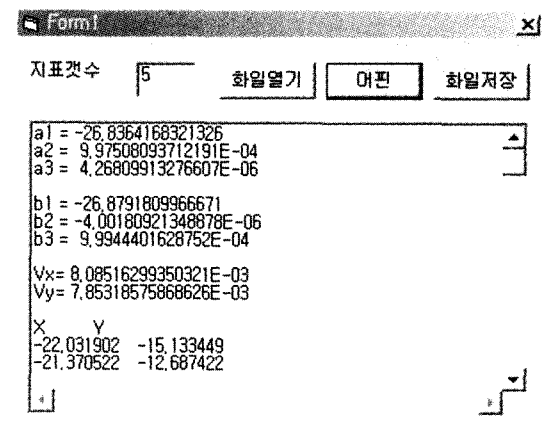 Form1
지표갯수 5 화일열기 어핀 화일저장
a1 = -26.8364168321326
a2 = 9.97508093712191E-04
a3 = 4.26809913276607E-06
b1 = -26.8791809966671
b2 = -4.00180921348878E-06
b3 = 9.9944401628752E-04
Vx= 8.08516299350321E-03
Vy= 7.85318575868626E-03
X Y
-22.031902 -15.133449
-21.370522 -12.687422